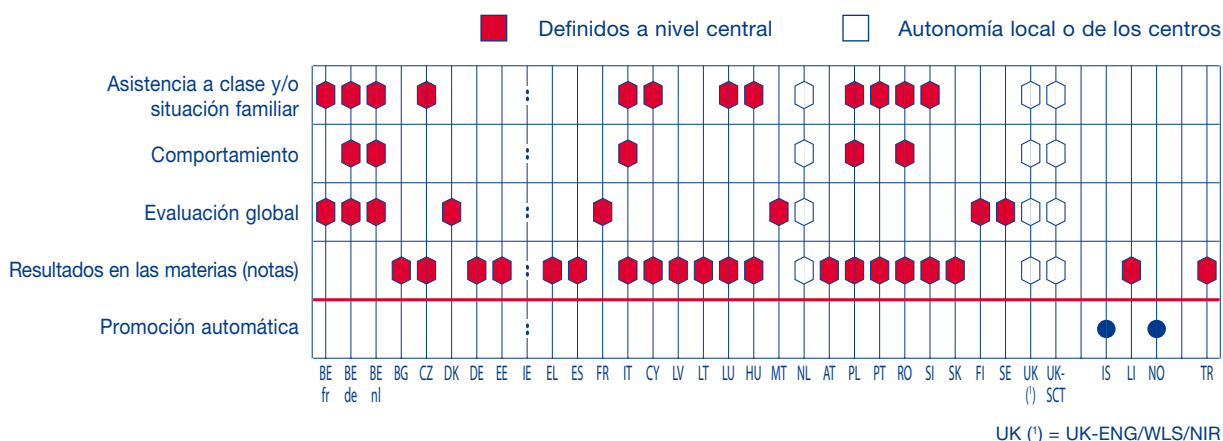 Definidos a nivel central
Autonomía local o de los centros
Asistencia a clase y/o
situación familiar
Comportamiento
Evaluación global
Resultados en las materias (notas)
Promoción automática
BE BE BE BG CZ DK DE EE IE EL ES FR IT CY LV LT LU HU MT NL AT PL PT RO SI SK FI SE UK UK- IS LI NO TR
fr de nl (¹) SCT
UK (¹) = UK-ENG/WLS/NIR